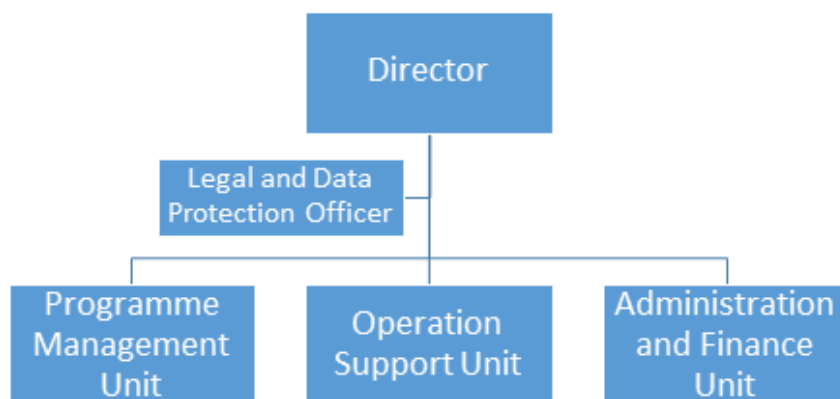 Director
Legal and Data
Protection Officer
Programme
Management
Unit
Operation
Support Unit
Administration
and Finance
Unit